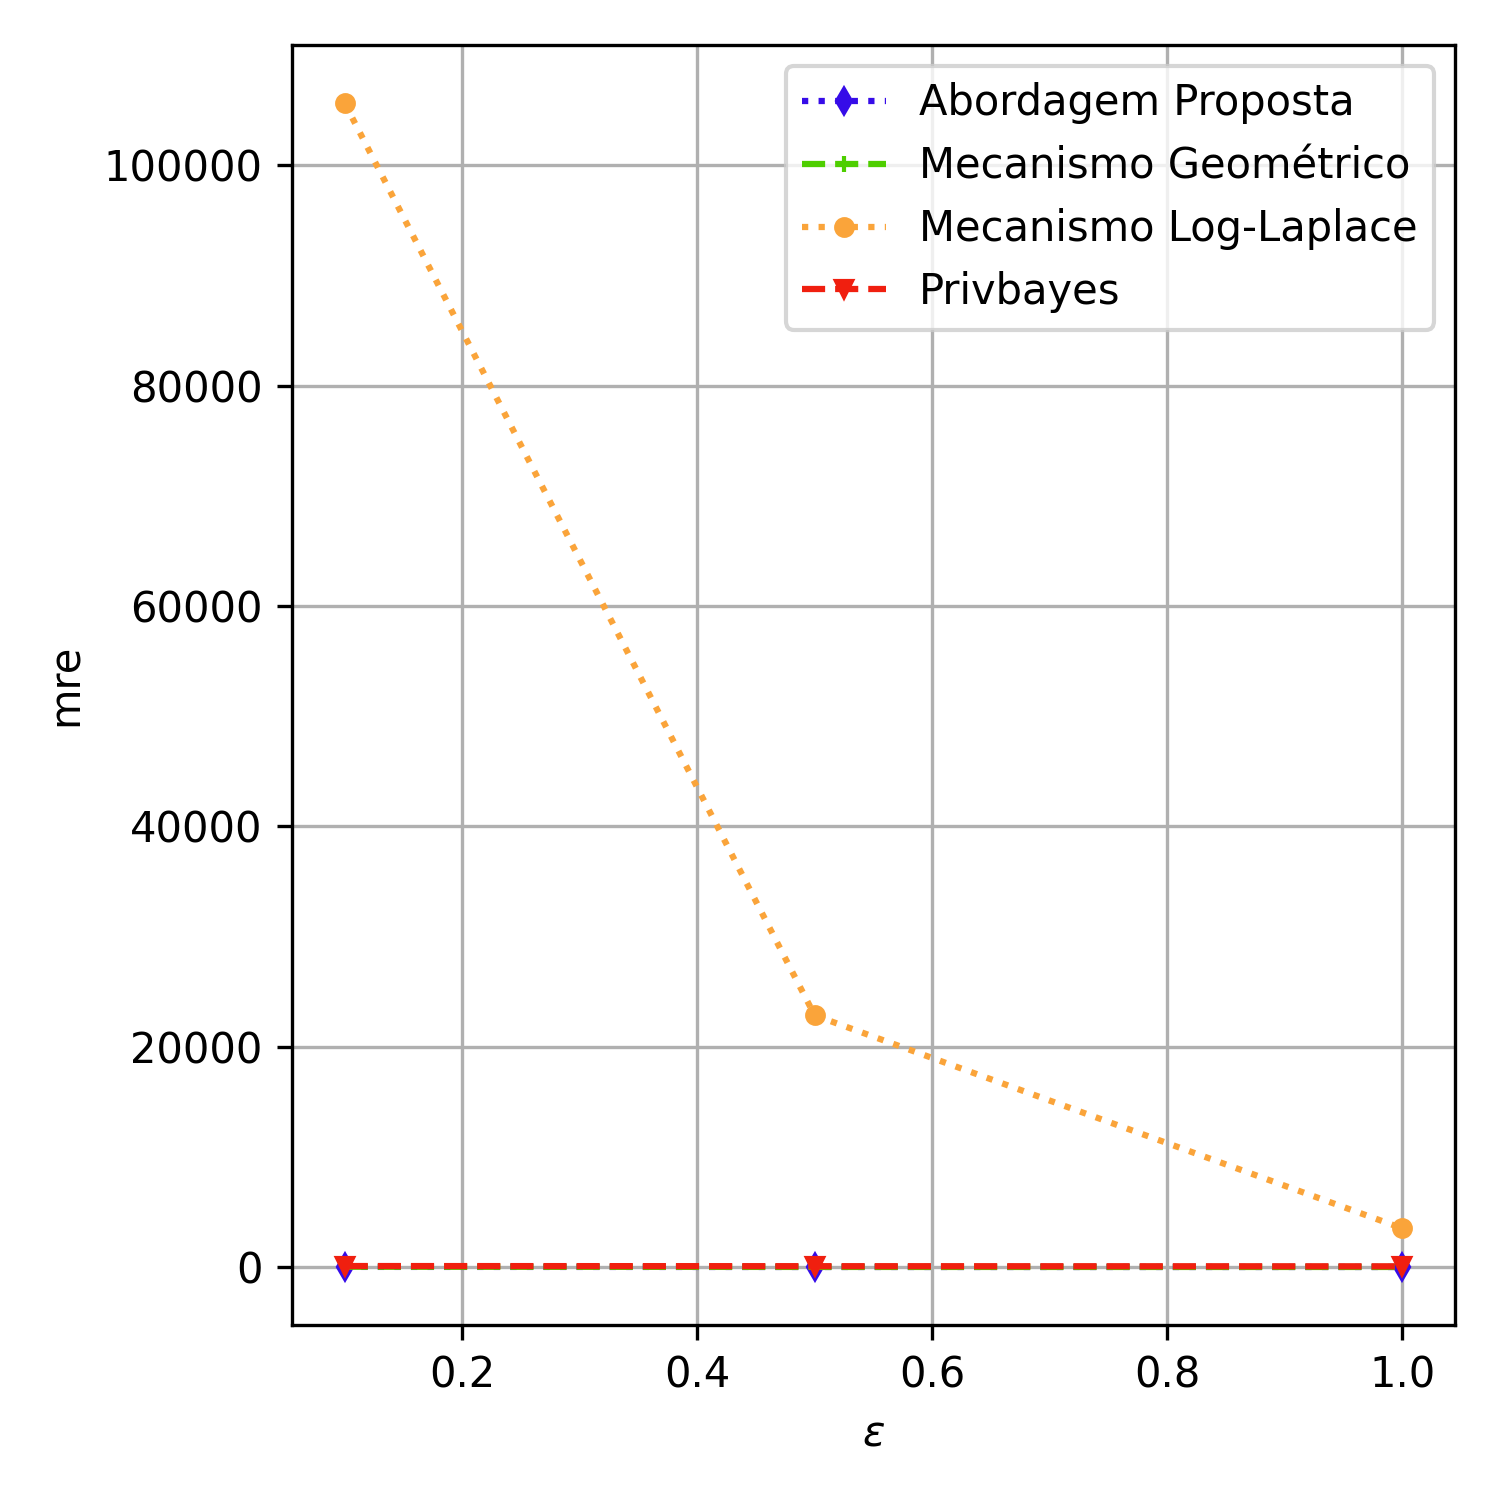 Abordagem Proposta
Mecanismo Geométrico
Mecanismo Log-Laplace
Privbayes
100000
80000
60000
40000
20000
0
mre
0.2 0.4 0.6 0.8 1.0
ε